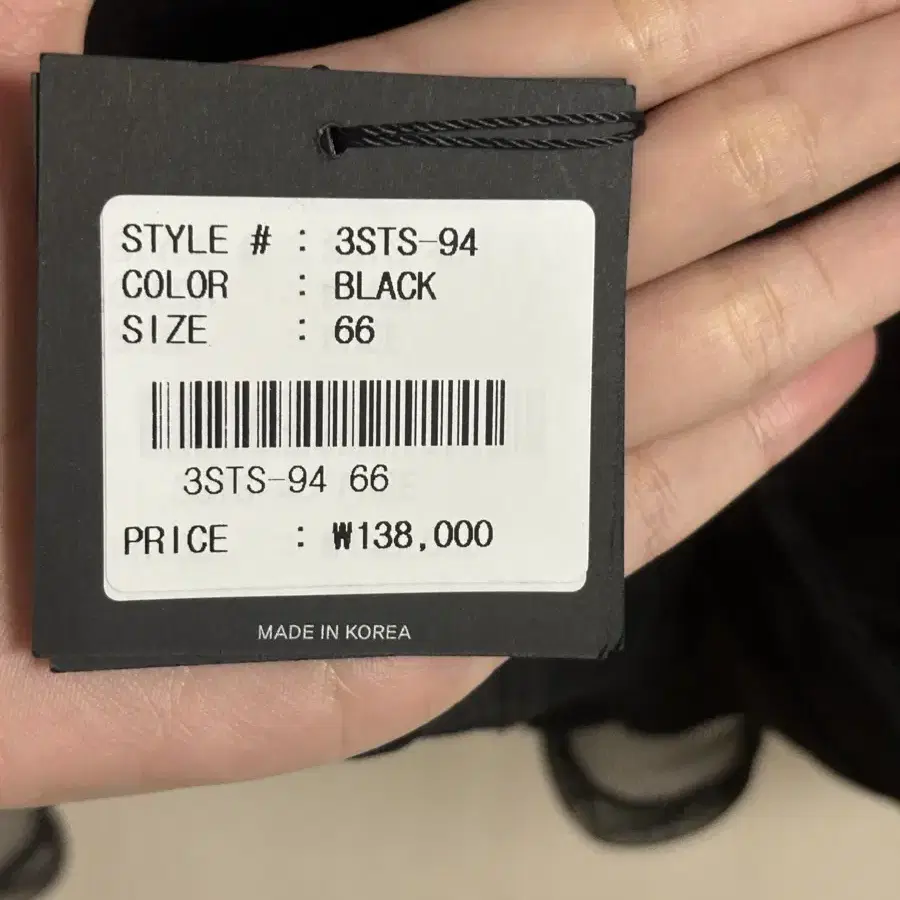 STYLE # : 3STS-94
COLOR : BLACK
SIZE : 66
3STS-94 66
PRICE : ₩138,000
MADE IN KOREA